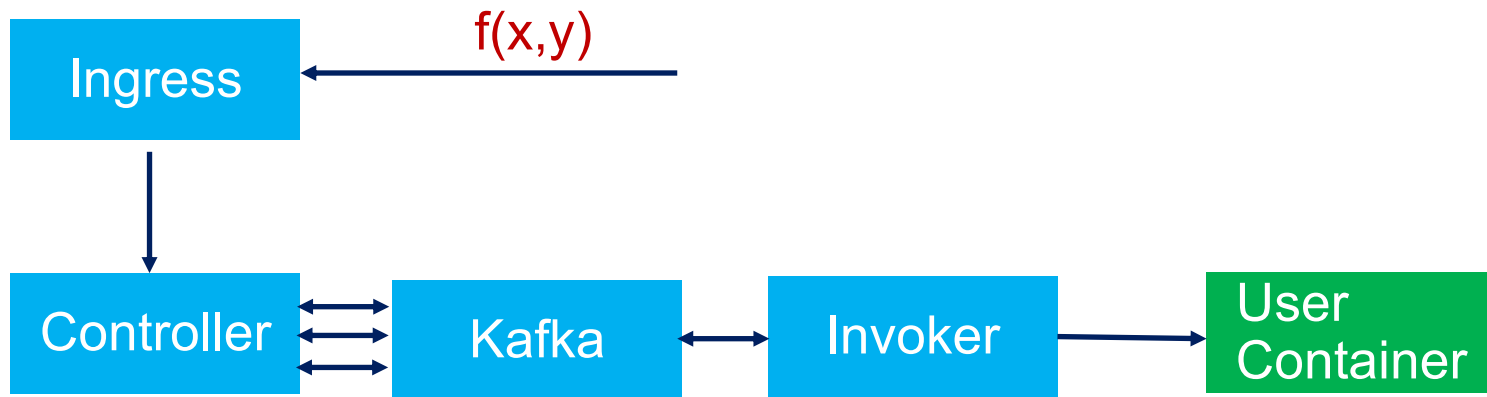 f(x,y)
Ingress
Controller
Kafka
Invoker
User
Container